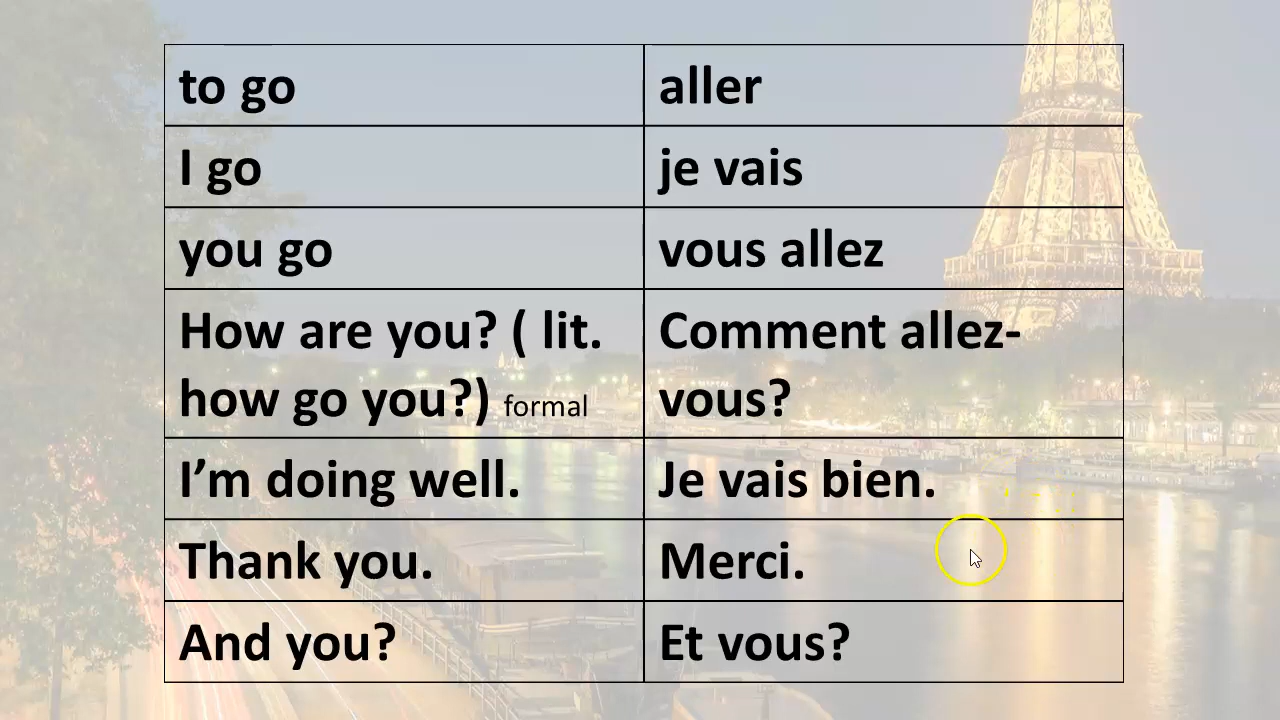 to go aller
I go je vais
you go vous allez
How are you? ( lit. Comment allez-
how go you?) formal vous?
I’m doing well. Je vais bien.
Thank you. Merci.
And you? Et vous?